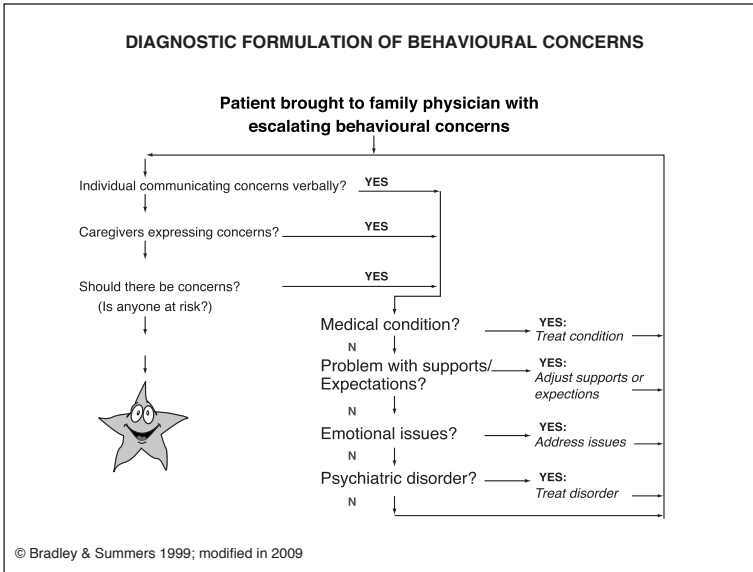 DIAGNOSTIC FORMULATION OF BEHAVIOURAL CONCERNS
Patient brought to family physician with
escalating behavioural concerns
Individual communicating concerns verbally?
YES
Caregivers expressing concerns?
YES
Should there be concerns?
YES
(Is anyone at risk?)
Medical condition?
YES:
Treat condition
N
Problem with supports/
Expectations?
YES:
Adjust supports or
expections
N
Emotional issues?
YES:
Address issues
N
Psychiatric disorder?
YES:
Treat disorder
N
© Bradley & Summers 1999; modified in 2009